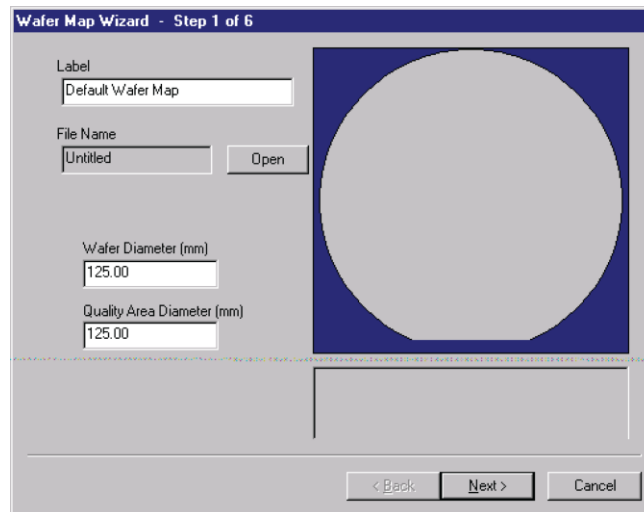 Wafer Map Wizard - Step 1 of 6
Label
Default Wafer Map
File Name
Untitled
Open
Wafer Diameter (mm)
125.00
Quality Area Diameter (mm)
125.00
< Back
Next >
Cancel